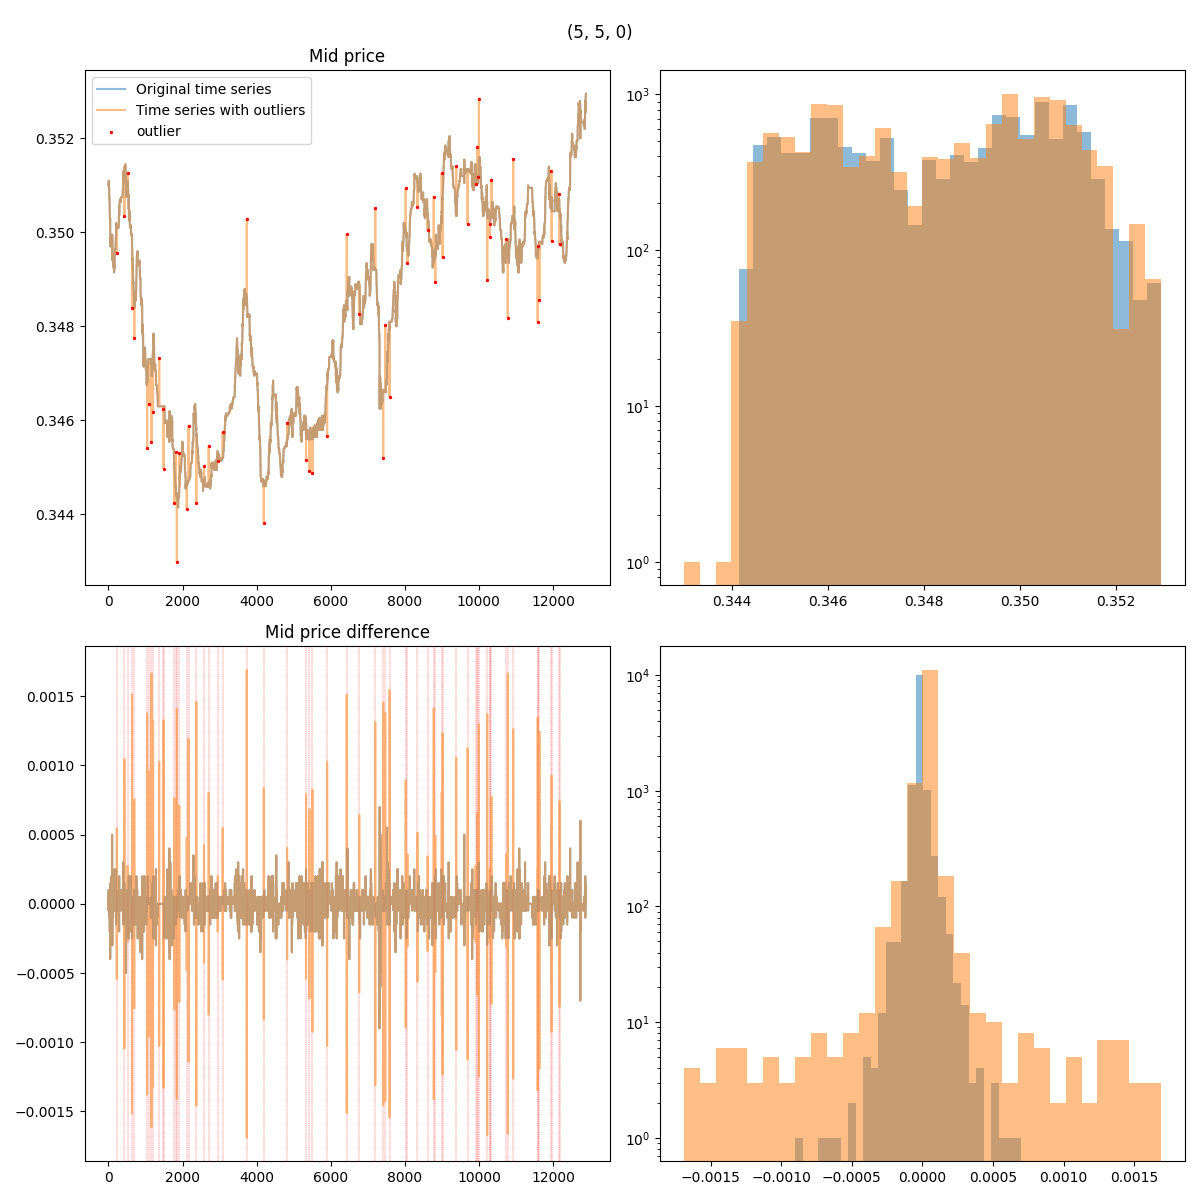 (5, 5, 0)
Mid price
Original time series
Time series with outliers
outlier
0.352
0.350
0.348
0.346
0.344
0 2000 4000 6000 8000 10000 12000
10³
10²
10¹
10⁰
0.344 0.346 0.348 0.350 0.352
Mid price difference
0.0015
0.0010
0.0005
0.0000
−0.0005
−0.0010
−0.0015
0 2000 4000 6000 8000 10000 12000
10⁴
10³
10²
10¹
10⁰
−0.0015 −0.0010 −0.0005 0.0000 0.0005 0.0010 0.0015